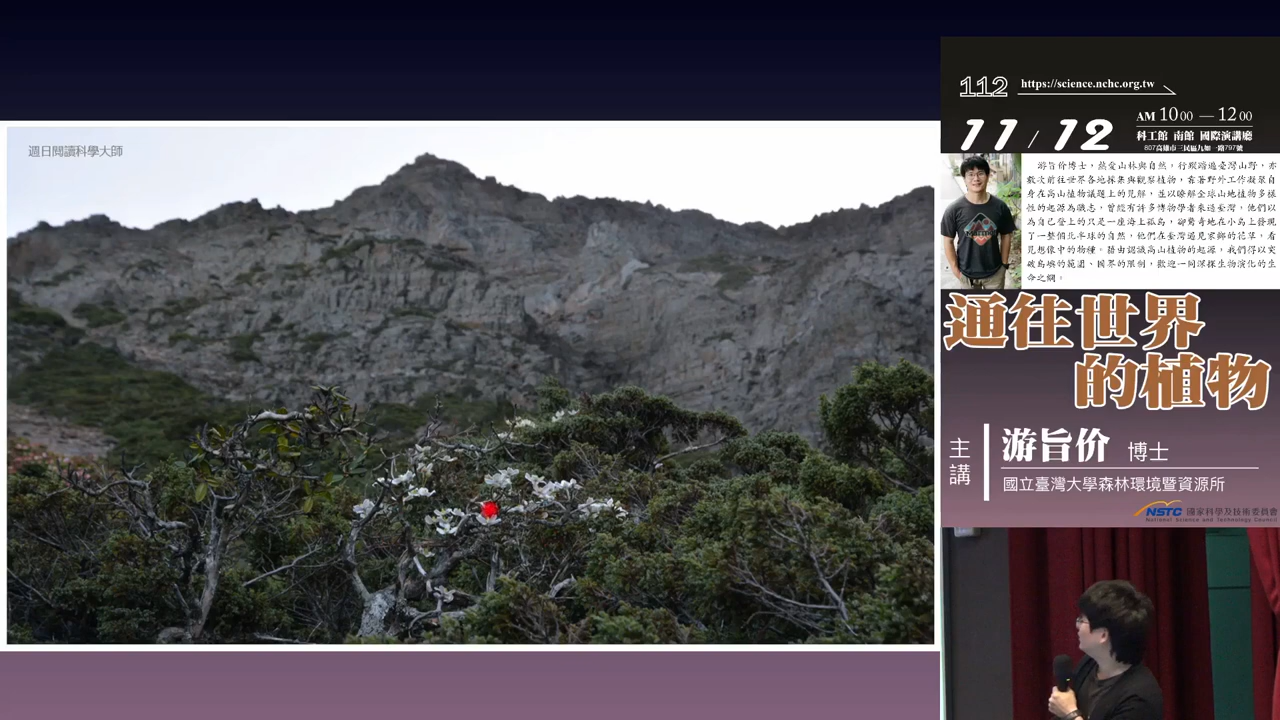 週日閱讀科學大師
112
https://science.nchc.org.tw
11 / 12
AM 10 00 — 12 00
科工館 南館 國際演講廳
807高雄市三民區九如一路797號
游旨价博士，熱愛山林與自然，行蹤踏遍臺灣山野，亦
數次前往世界各地採集與觀察植物，靠著野外工作凝聚自
身在高山植物議題上的見解，並以瞭解全球山地植物多樣
性的起源為職志，曾經有許多博物學者來過臺灣，他們以
為自己登上的只是一座海上孤島，卻驚奇地在小島上發現
了一整個北半球的自然，他們在臺灣遇見家鄉的花草，看
見想像中的物種。藉由認識高山植物的起源，我們得以突
破島嶼的範圍、國界的限制，歡迎一同深探生物演化的生
命之網。
通往世界
的植物
主講
游旨价 博士
國立臺灣大學森林環境暨資源所
NSTC 國家科學及技術委員會
National Science and Technology Council